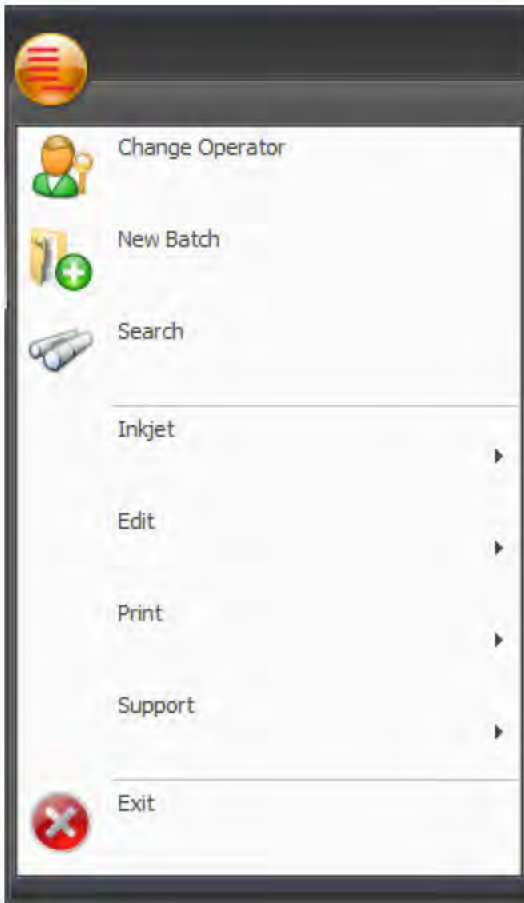 Change Operator
New Batch
Search
Inkjet
Edit
Print
Support
Exit